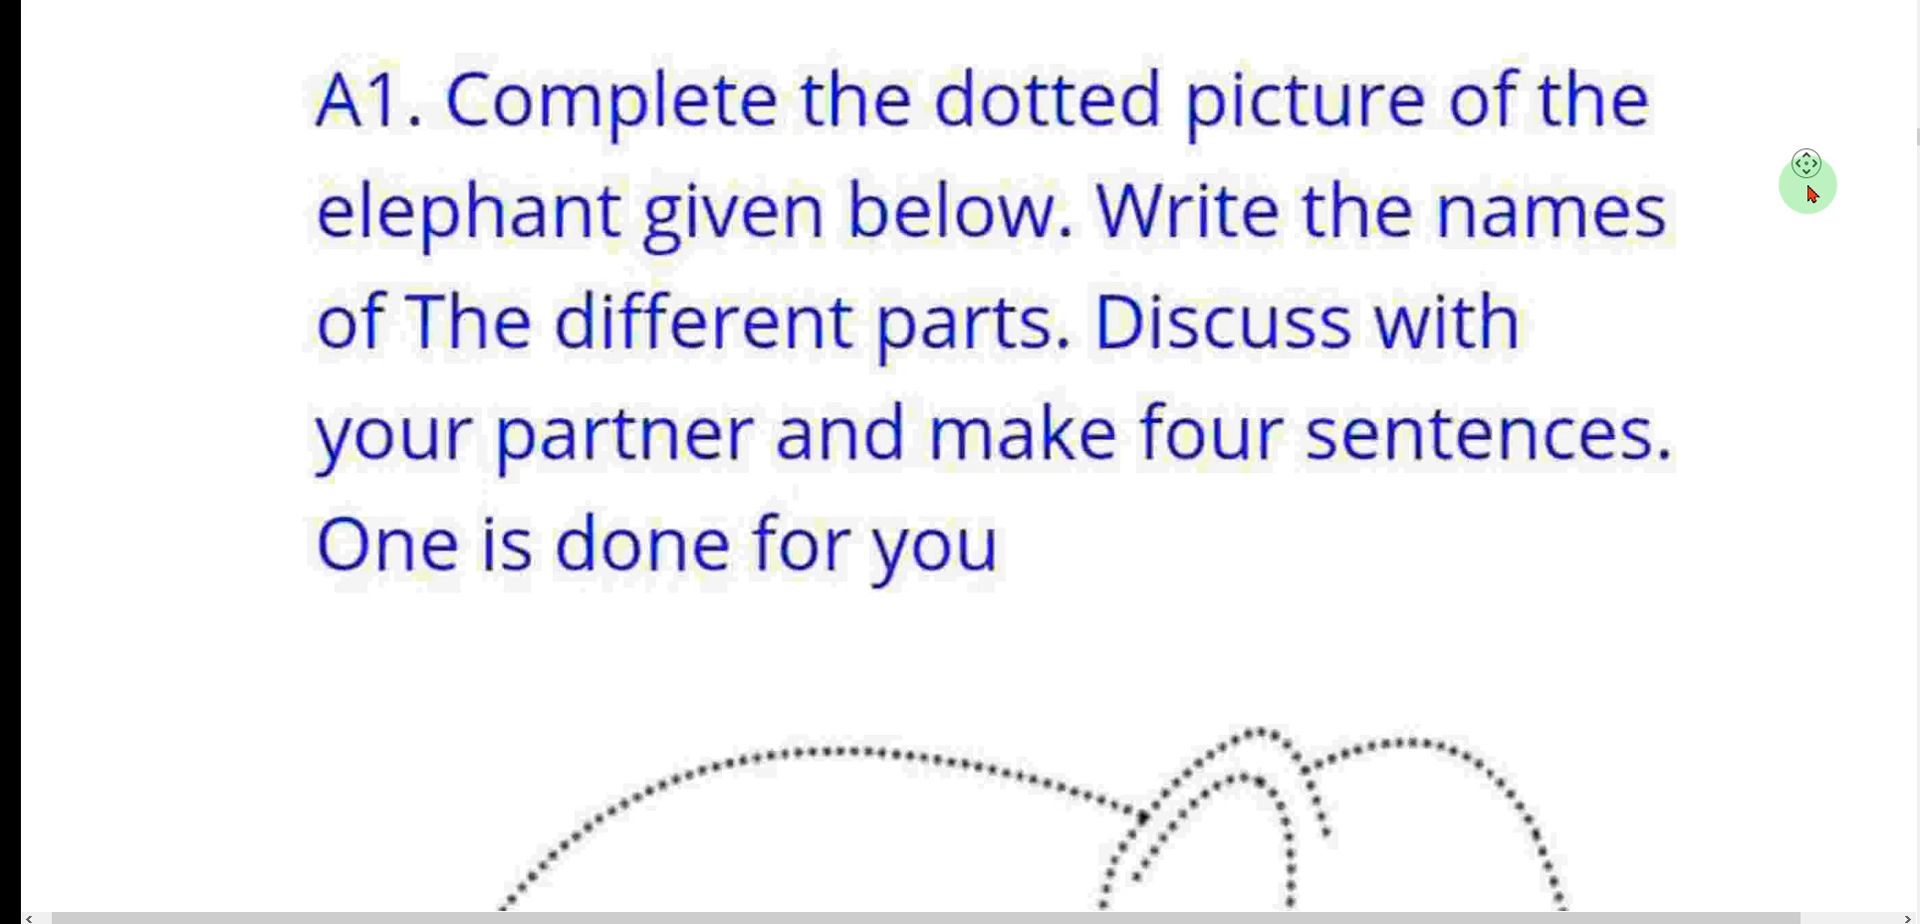 A1. Complete the dotted picture of the
elephant given below. Write the names
of The different parts. Discuss with
your partner and make four sentences.
One is done for you